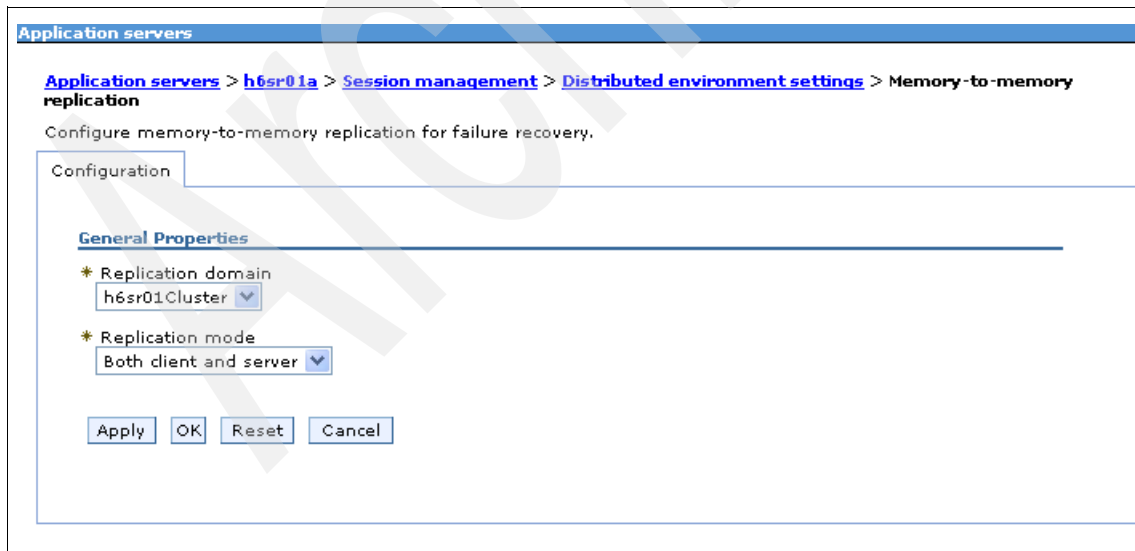 Application servers
Application servers > h6sr01a > Session management > Distributed environment settings > Memory-to-memory
replication
Configure memory-to-memory replication for failure recovery.
Configuration
General Properties
* Replication domain
h6sr01Cluster
* Replication mode
Both client and server
Apply OK Reset Cancel